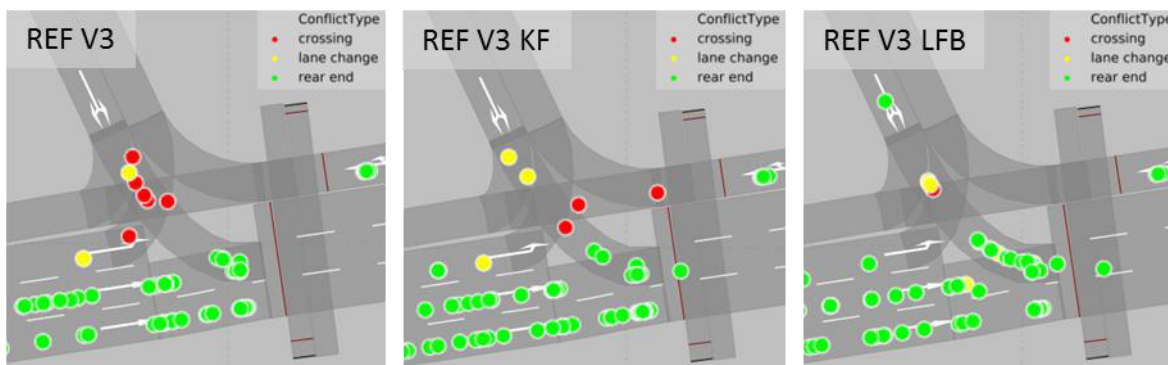 REF V3
ConflictType
crossing
lane change
rear end
REF V3 KF
ConflictType
crossing
lane change
rear end
REF V3 LFB
ConflictType
crossing
lane change
rear end